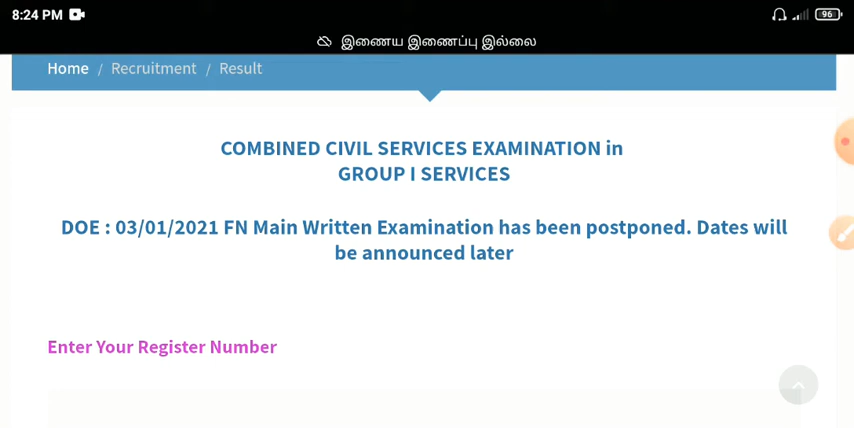 8:24 PM
96
இணைய இணைப்பு இல்லை
Home / Recruitment / Result
COMBINED CIVIL SERVICES EXAMINATION in
GROUP I SERVICES
DOE : 03/01/2021 FN Main Written Examination has been postponed. Dates will
be announced later
Enter Your Register Number